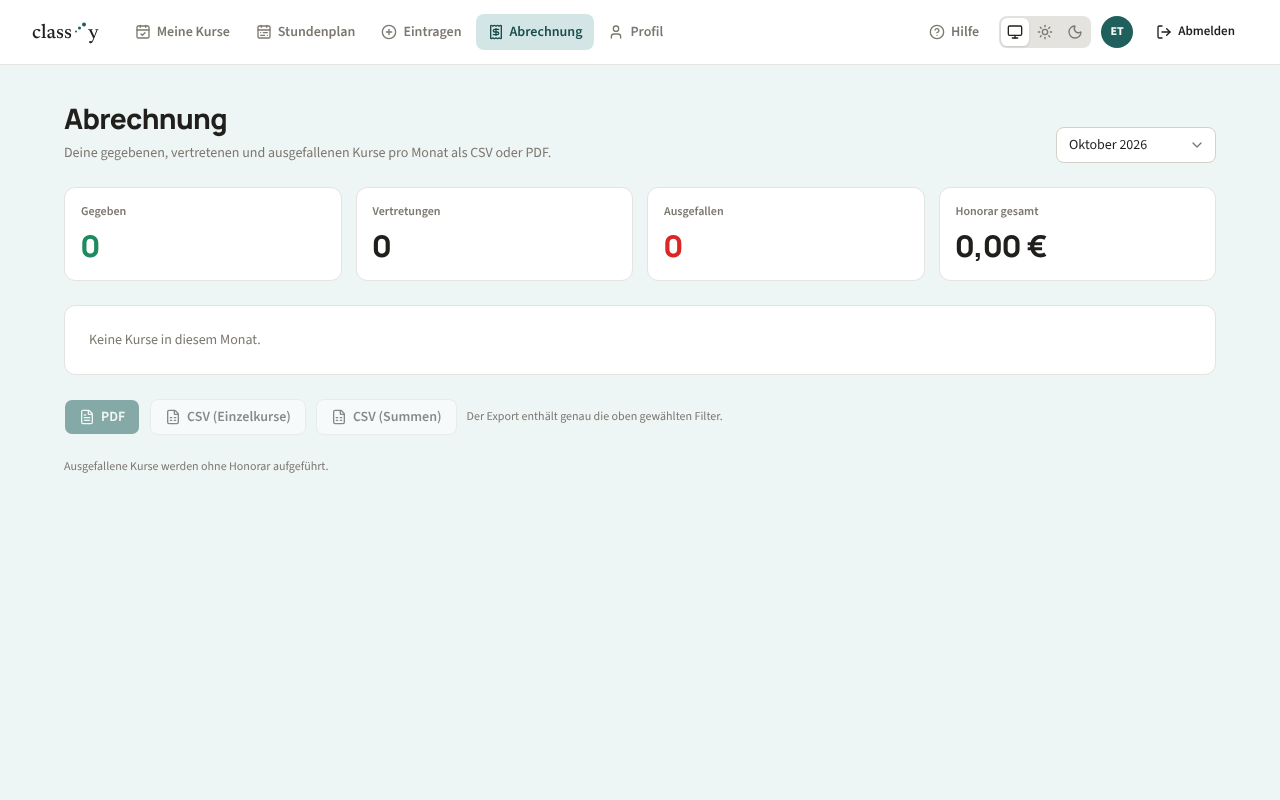 class y
Meine Kurse
Stundenplan
Eintragen
Abrechnung
Profil
Hilfe
ET
Abmelden
Abrechnung
Deine gegebenen, vertretenen und ausgefallenen Kurse pro Monat als CSV oder PDF.
Oktober 2026
Gegeben
0
Vertretungen
0
Ausgefallen
0
Honorar gesamt
0,00 €
Keine Kurse in diesem Monat.
PDF
CSV (Einzelkurse)
CSV (Summen)
Der Export enthält genau die oben gewählten Filter.
Ausgefallene Kurse werden ohne Honorar aufgeführt.